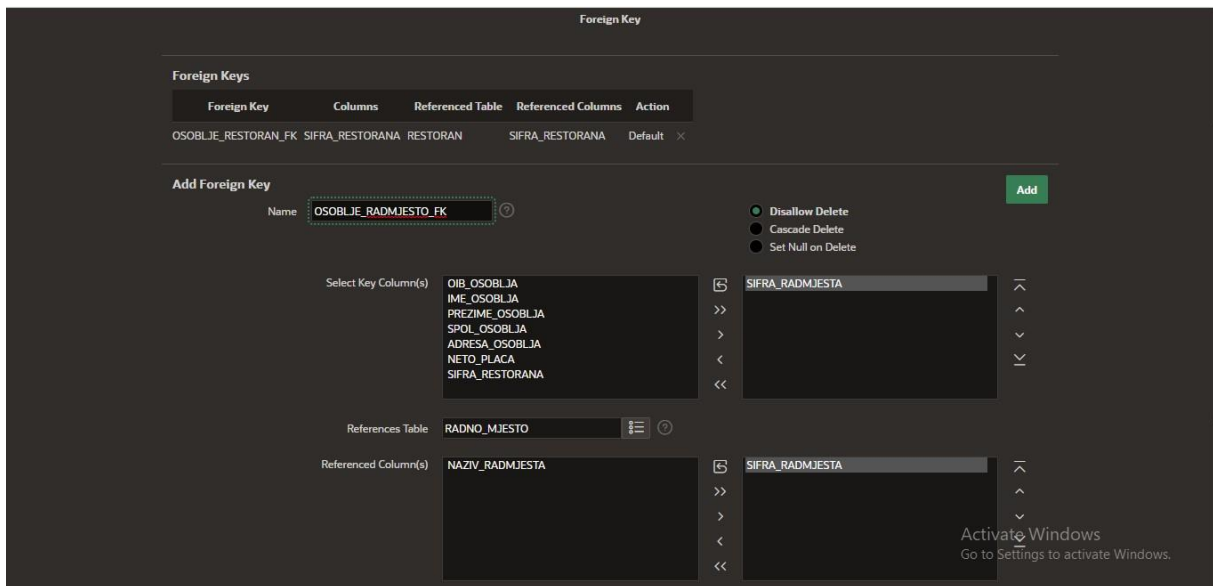 Foreign Key
Foreign Keys
Foreign Key Columns Referenced Table Referenced Columns Action
OSOBLJE_RESTORAN_FK SIFRA_RESTORANA RESTORAN SIFRA_RESTORANA Default
Add Foreign Key
Add
Name OSOBLJE_RADMJESTO_FK
Disallow Delete
Cascade Delete
Set Null on Delete
Select Key Column(s)
OIB_OSOBLJA
IME_OSOBLJA
PREZIME_OSOBLJA
SPOL_OSOBLJA
ADRESA_OSOBLJA
NETO_PLACA
SIFRA_RESTORANA
SIFRA_RADMJESTA
References Table RADNO_MJESTO
Referenced Column(s)
NAZIV_RADMJESTA
SIFRA_RADMJESTA
Activate Windows
Go to Settings to activate Windows.